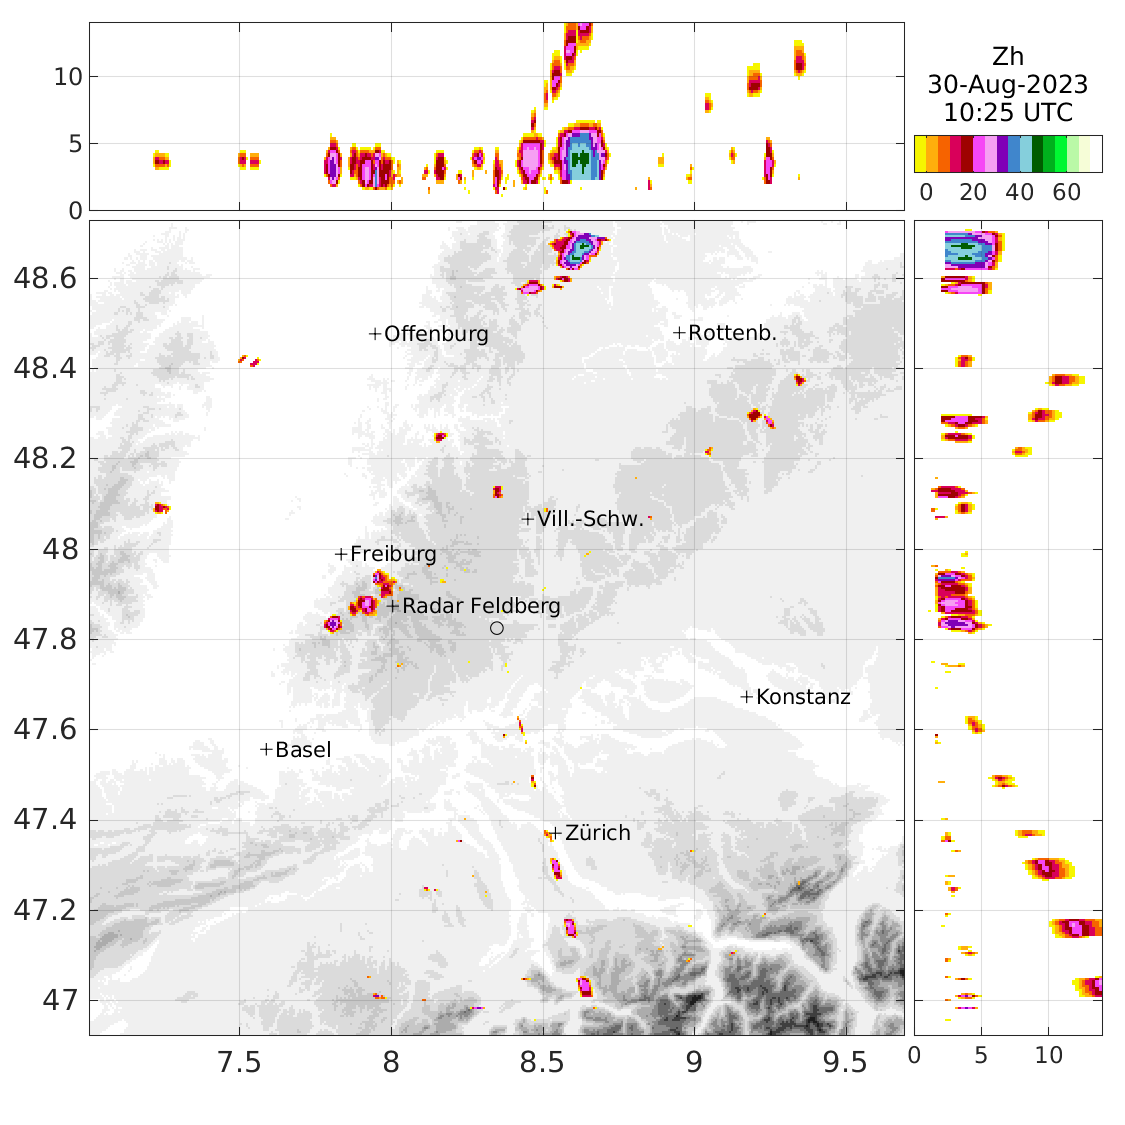 Zh
30-Aug-2023
10:25 UTC
10
5
0
0 20 40 60
48.6
48.4
48.2
48
47.8
47.6
47.4
47.2
47
Offenburg
Rottenb.
Vill.-Schw.
Freiburg
Radar Feldberg
Konstanz
Basel
Zürich
7.5 8 8.5 9 9.5
0 5 10